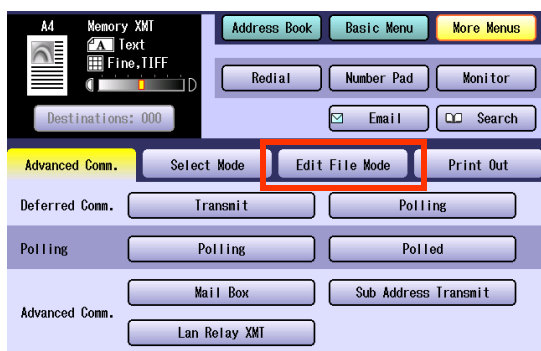 A4 Memory XMT Address Book Basic Menu More Menus
A Text
Fine,TIFF
D Redial Number Pad Monitor
Destinations: 000 Email Search
Advanced Comm. Select Mode Edit File Mode Print Out
Deferred Comm. Transmit Polling
Polling Polling Polled
Mail Box Sub Address Transmit
Advanced Comm.
Lan Relay XMT